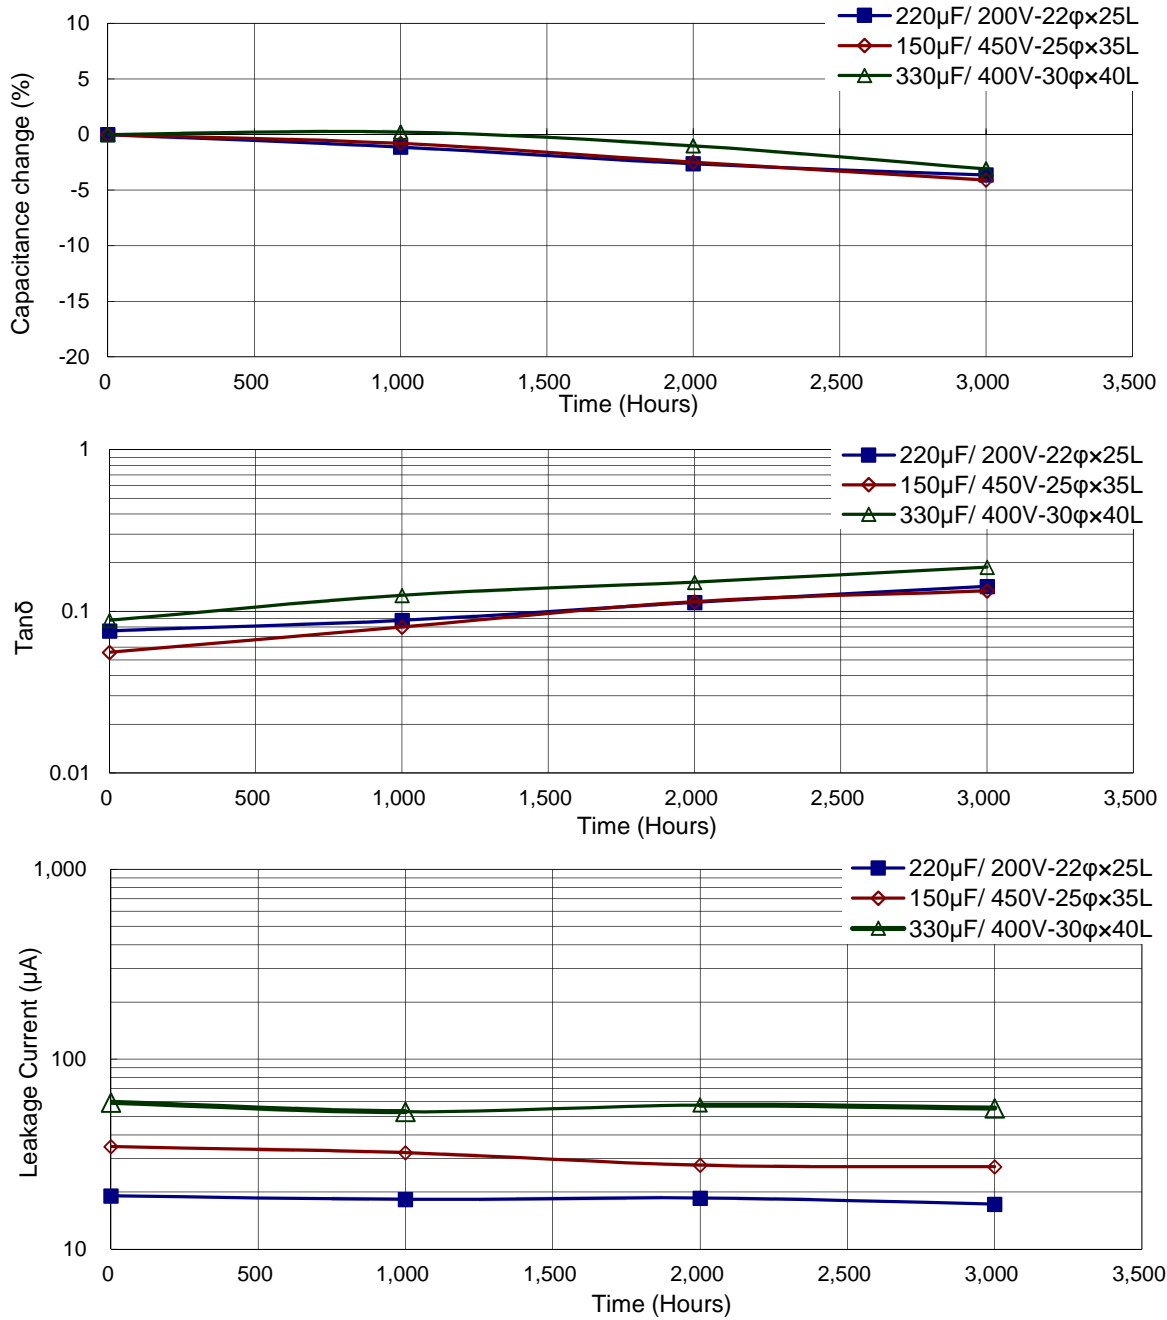 220μF/ 200V-22φ×25L
150μF/ 450V-25φ×35L
330μF/ 400V-30φ×40L
Capacitance change (%)
10
5
0
-5
-10
-15
-20
0 500 1,000 1,500 2,000 2,500 3,000 3,500
Time (Hours)
220μF/ 200V-22φ×25L
150μF/ 450V-25φ×35L
330μF/ 400V-30φ×40L
Tanδ
1
0.1
0.01
0 500 1,000 1,500 2,000 2,500 3,000 3,500
Time (Hours)
220μF/ 200V-22φ×25L
150μF/ 450V-25φ×35L
330μF/ 400V-30φ×40L
Leakage Current (μA)
1,000
100
10
0 500 1,000 1,500 2,000 2,500 3,000 3,500
Time (Hours)